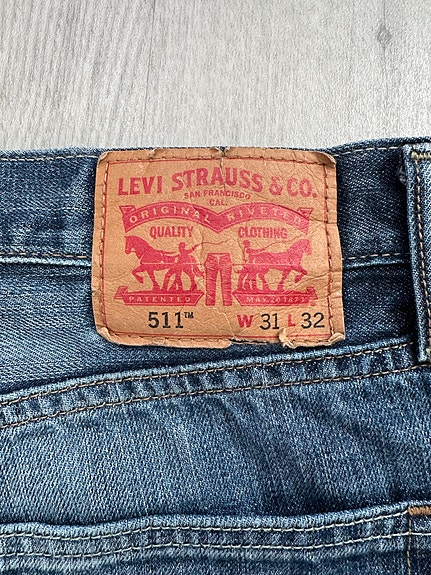 LEVI STRAUSS & CO.
SAN FRANCISCO
CAL.
ORIGINAL RIVETED
QUALITY CLOTHING
PATENTED MAY 20 1873
511™ W 31 L 32